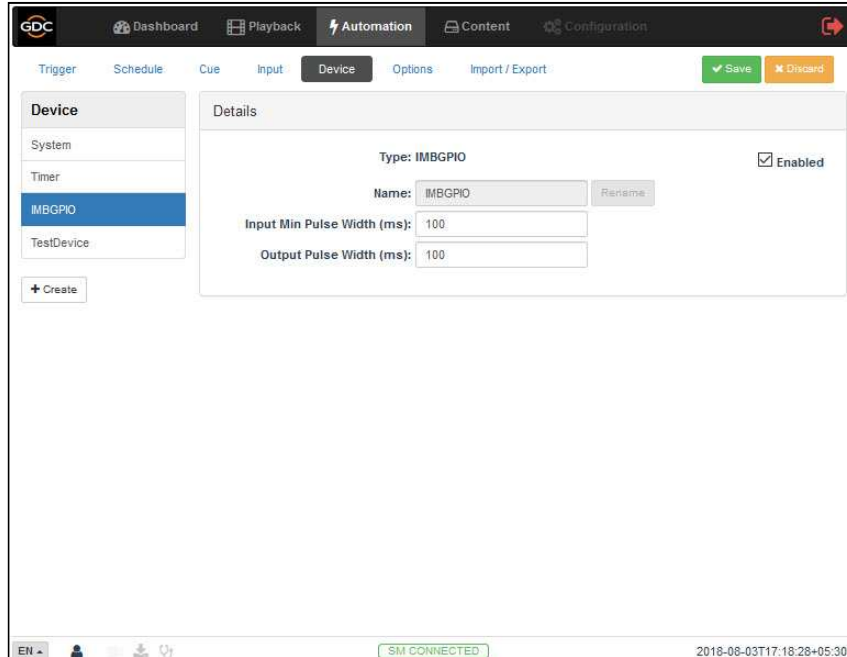 GDC Dashboard Playback Automation Content Configuration
Trigger Schedule Cue Input Device Options Import / Export Save Discard
Device
System
Timer
IMBGPIO
TestDevice
+ Create
Details
Type: IMBGPIO
Enabled
Name: IMBGPIO Rename
Input Min Pulse Width (ms): 100
Output Pulse Width (ms): 100
EN SM CONNECTED 2018-08-03T17:18:28+05:30